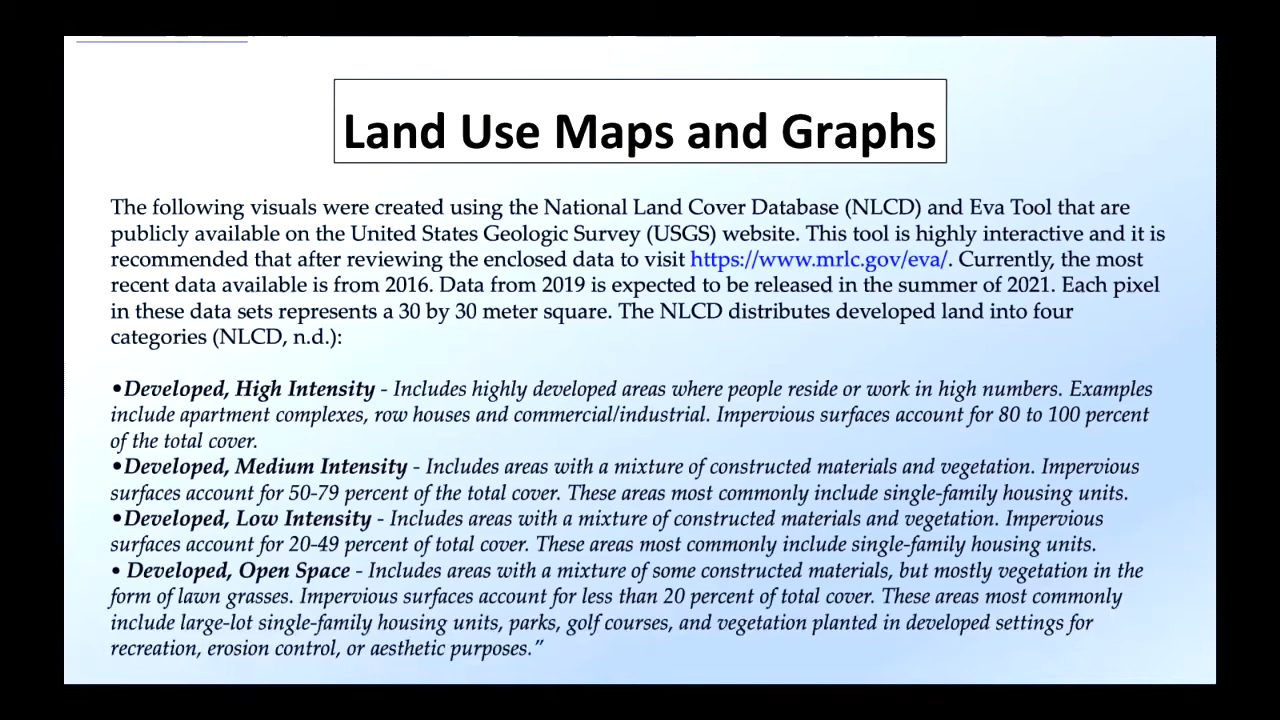 Land Use Maps and Graphs
The following visuals were created using the National Land Cover Database (NLCD) and Eva Tool that are
publicly available on the United States Geologic Survey (USGS) website. This tool is highly interactive and it is
recommended that after reviewing the enclosed data to visit https://www.mrlc.gov/eva/. Currently, the most
recent data available is from 2016. Data from 2019 is expected to be released in the summer of 2021. Each pixel
in these data sets represents a 30 by 30 meter square. The NLCD distributes developed land into four
categories (NLCD, n.d.):
•Developed, High Intensity - Includes highly developed areas where people reside or work in high numbers. Examples
include apartment complexes, row houses and commercial/industrial. Impervious surfaces account for 80 to 100 percent
of the total cover.
•Developed, Medium Intensity - Includes areas with a mixture of constructed materials and vegetation. Impervious
surfaces account for 50-79 percent of the total cover. These areas most commonly include single-family housing units.
•Developed, Low Intensity - Includes areas with a mixture of constructed materials and vegetation. Impervious
surfaces account for 20-49 percent of total cover. These areas most commonly include single-family housing units.
• Developed, Open Space - Includes areas with a mixture of some constructed materials, but mostly vegetation in the
form of lawn grasses. Impervious surfaces account for less than 20 percent of total cover. These areas most commonly
include large-lot single-family housing units, parks, golf courses, and vegetation planted in developed settings for
recreation, erosion control, or aesthetic purposes.”